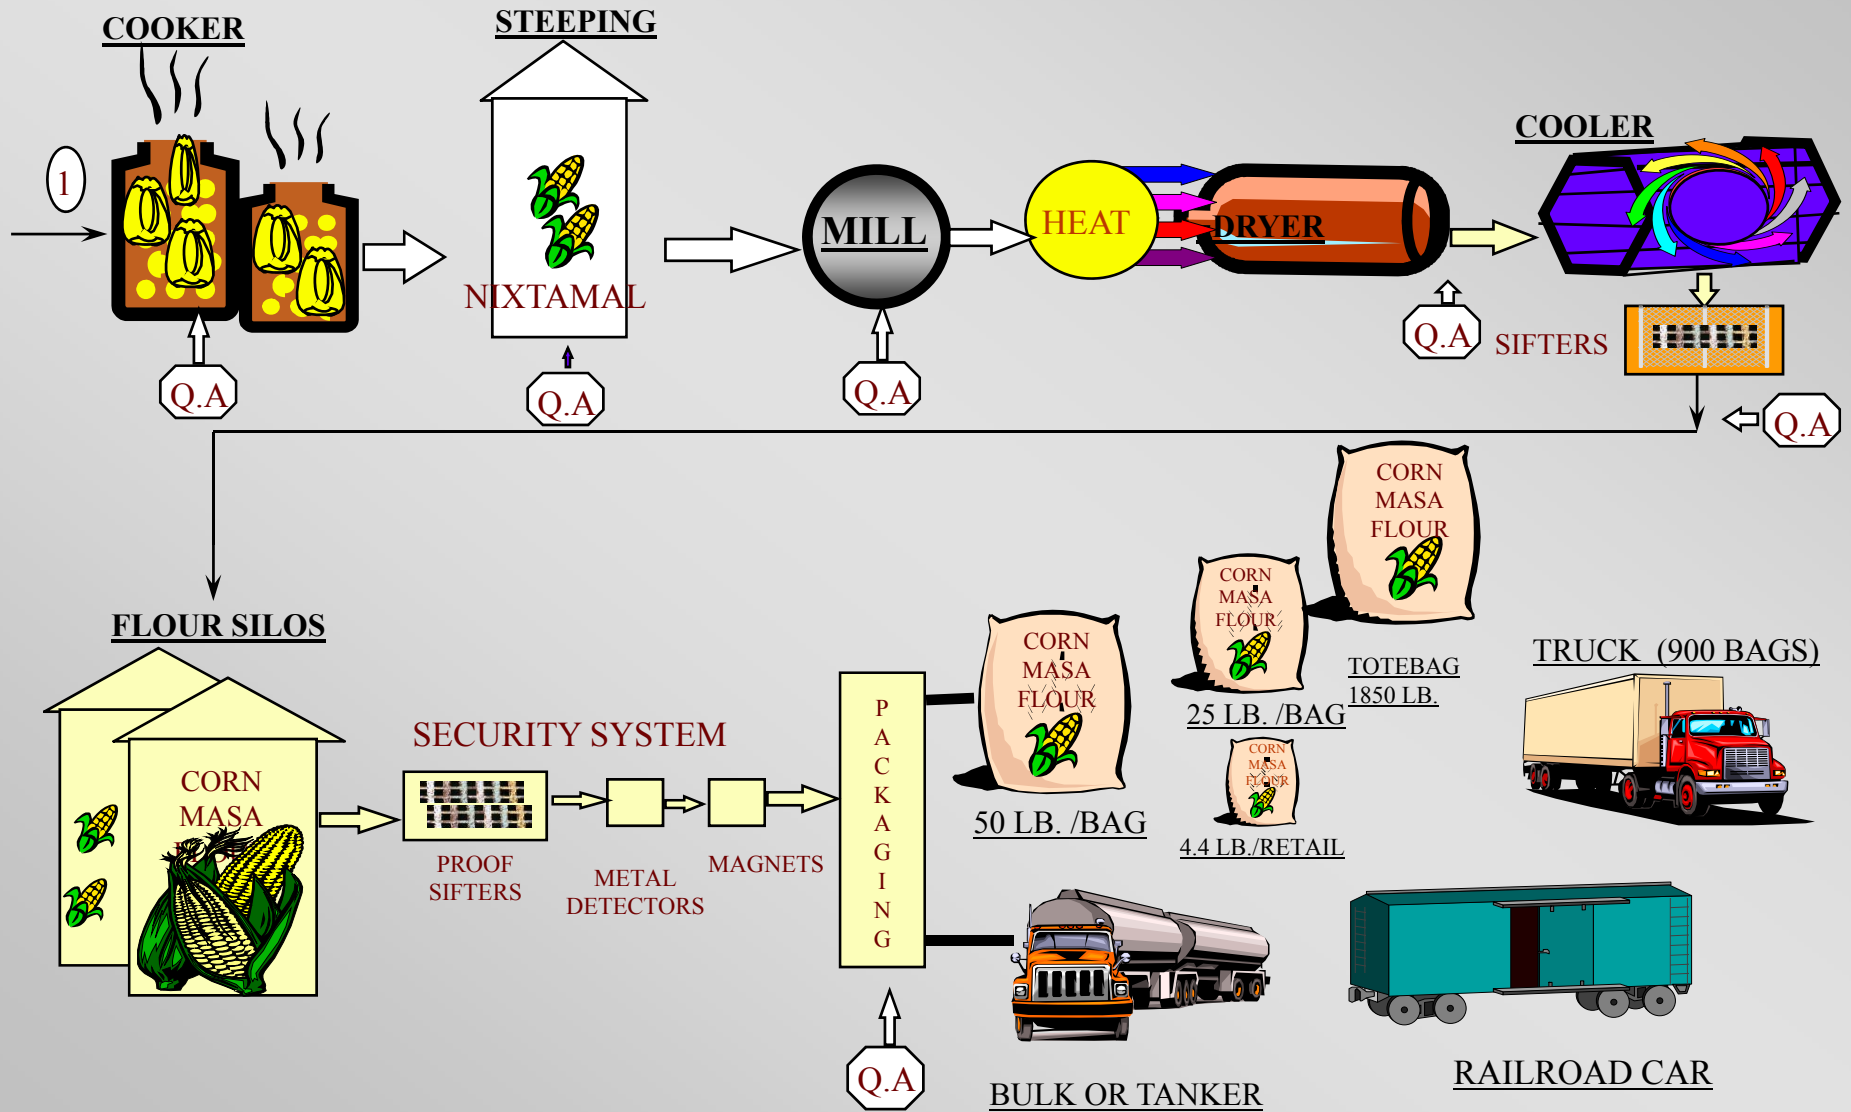 COOKER
STEEPING
COOLER
1
MILL
HEAT
DRYER
NIXTAMAL
Q.A
Q.A
Q.A
Q.A
SIFTERS
Q.A
CORN
MASA
FLOUR
CORN
MASA
FLOUR
FLOUR SILOS
CORN
MASA
FLOUR
TOTEBAG
1850 LB.
TRUCK (900 BAGS)
25 LB. /BAG
SECURITY SYSTEM
PACKAGING
CORN
MASA
CORN
MASA
FLOUR
50 LB. /BAG
4.4 LB./RETAIL
PROOF
SIFTERS
METAL
DETECTORS
MAGNETS
Q.A
BULK OR TANKER
RAILROAD CAR